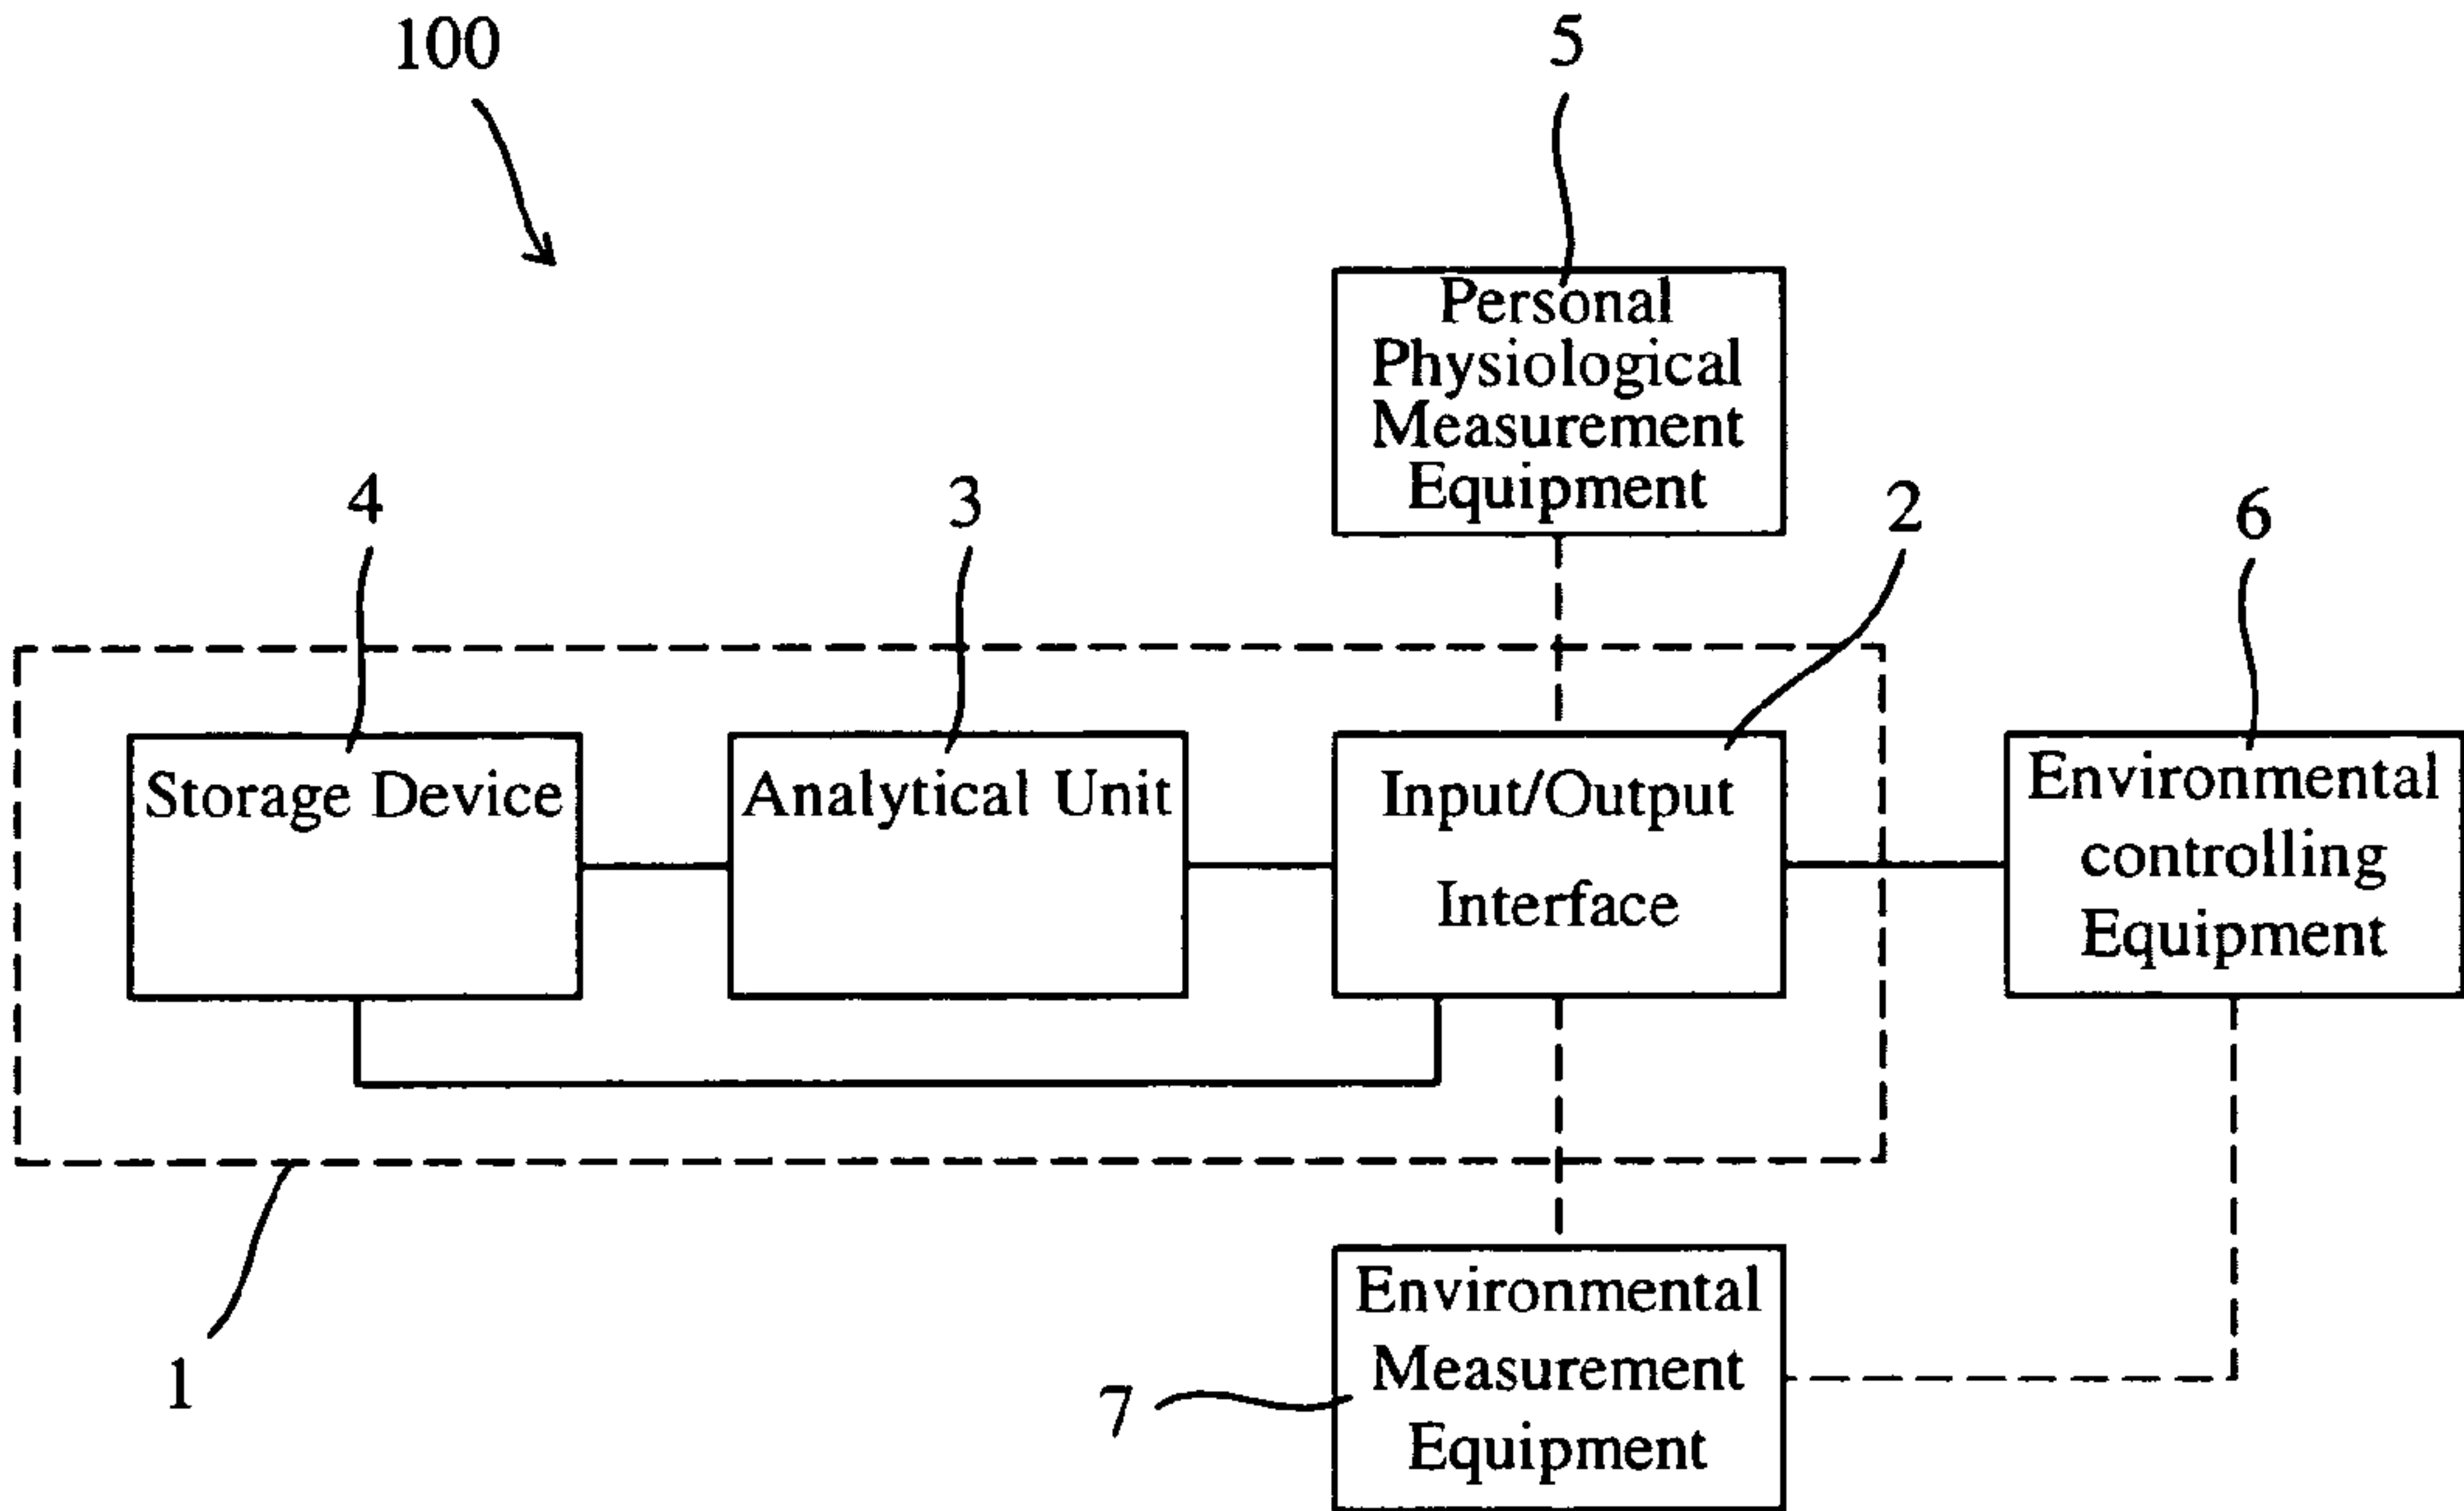 100
5
Personal
Physiological
Measurement
Equipment
4
3
2
6
Storage Device
Analytical Unit
Input/Output
Interface
Environmental
controlling
Equipment
1
7
Environmental
Measurement
Equipment